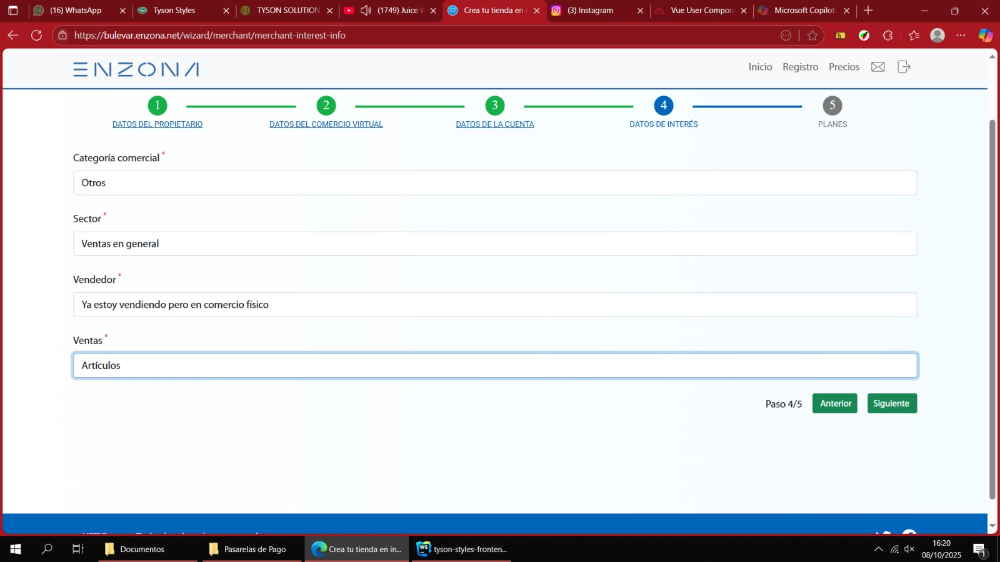 (16) WhatsApp
Tyson Styles
TYSON SOLUTION
(1749) Juice
Crea tu tienda en
(3) Instagram
Vue User Compon
Microsoft Copilot:
https://bulevar.enzona.net/wizard/merchant/merchant-interest-info
ENZONA
Inicio
Registro
Precios
1
2
3
4
5
DATOS DEL PROPIETARIO
DATOS DEL COMERCIO VIRTUAL
DATOS DE LA CUENTA
DATOS DE INTERÉS
PLANES
Categoría comercial *
Otros
Sector *
Ventas en general
Vendedor *
Ya estoy vendiendo pero en comercio físico
Ventas *
Artículos
Paso 4/5
Anterior
Siguiente
Documentos
Pasarelas de Pago
Crea tu tienda en in...
WS
tyson-styles-fronten...
16:20
08/10/2025
1